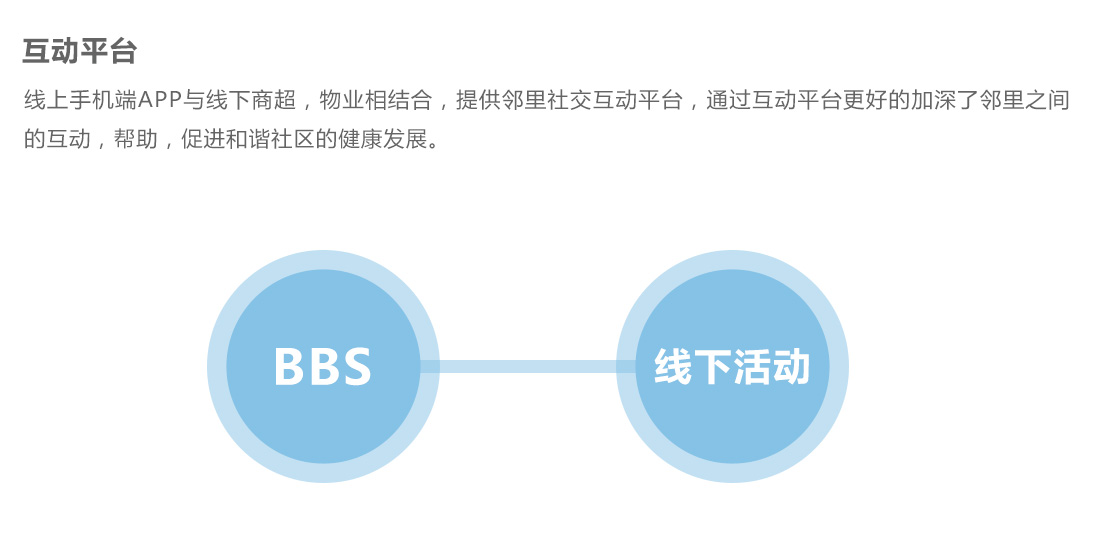 互动平台
线上手机端APP与线下商超，物业相结合，提供邻里社交互动平台，通过互动平台更好的加深了邻里之间
的互动，帮助，促进和谐社区的健康发展。
BBS
线下活动